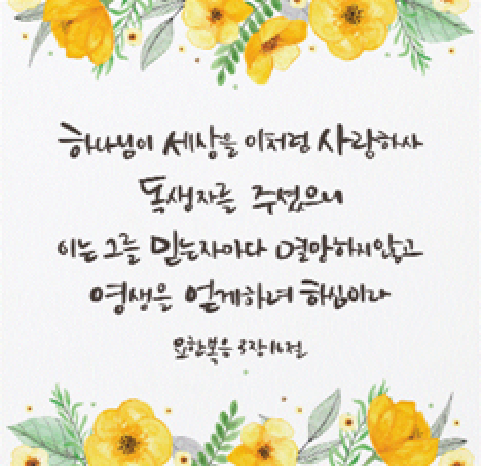 하나님이 세상을 이처럼 사랑하사
독생자를 주셨으니
이는 그를 믿는자마다 멸망하지않고
영생을 얻게하려 하심이라
요한복음 3장16절